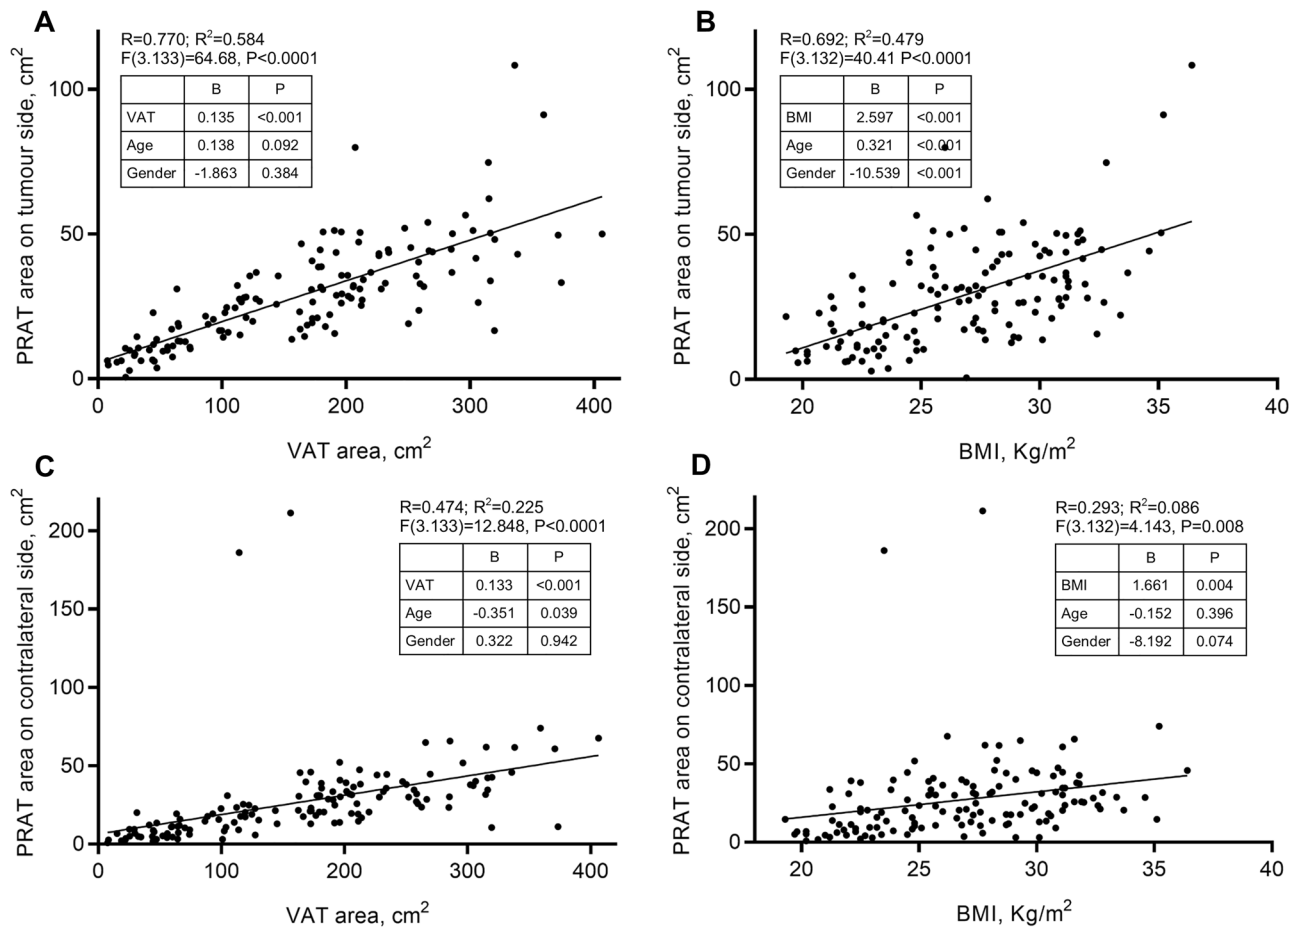 A
R=0.770; R²=0.584
F(3.133)=64.68, P<0.0001
B P
VAT 0.135 <0.001
Age 0.138 0.092
Gender -1.863 0.384
PRAT area on tumour side, cm²
100
50
0
0 100 200 300 400
VAT area, cm²
B
R=0.692; R²=0.479
F(3.132)=40.41 P<0.0001
B P
BMI 2.597 <0.001
Age 0.321 <0.001
Gender -10.539 <0.001
PRAT area on tumour side, cm²
100
50
0
20 25 30 35 40
BMI, Kg/m²
C
R=0.474; R²=0.225
F(3.133)=12.848, P<0.0001
B P
VAT 0.133 <0.001
Age -0.351 0.039
Gender 0.322 0.942
PRAT area on contralateral side, cm²
200
150
100
50
0
0 100 200 300 400
VAT area, cm²
D
R=0.293; R²=0.086
F(3.132)=4.143, P=0.008
B P
BMI 1.661 0.004
Age -0.152 0.396
Gender -8.192 0.074
PRAT area on contralateral side, cm²
200
150
100
50
0
20 25 30 35 40
BMI, Kg/m²